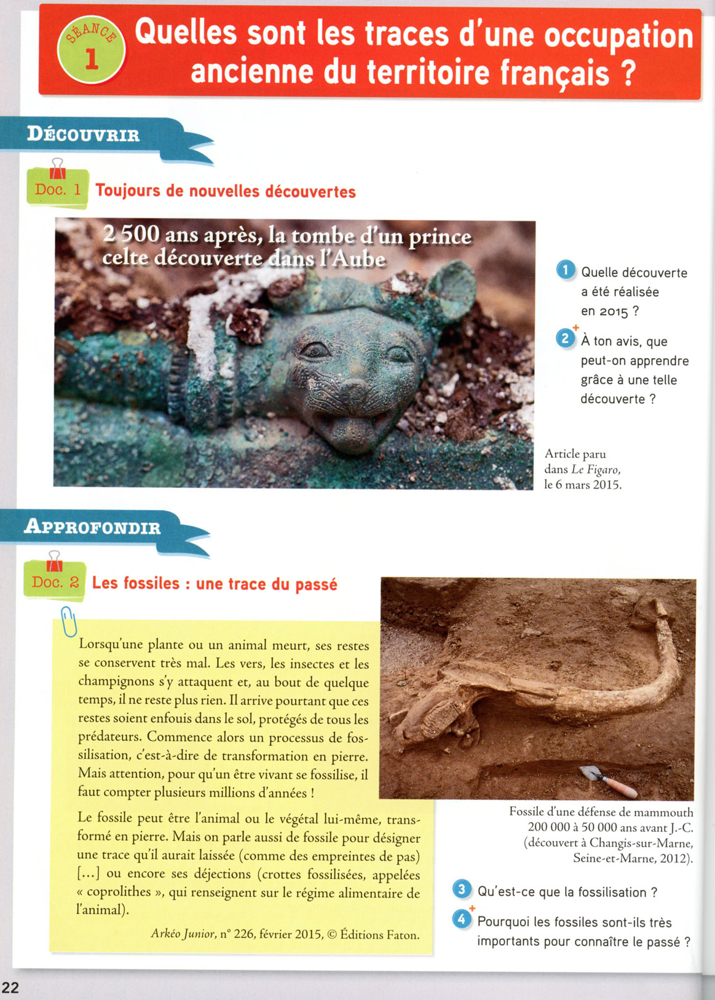 SÉANCE
1
Quelles sont les traces d'une occupation
ancienne du territoire français ?
DÉCOUVRIR
Doc. 1
Toujours de nouvelles découvertes
2 500 ans après, la tombe d'un prince
celte découverte dans l'Aube
1 Quelle découverte
a été réalisée
en 2015 ?
2 + À ton avis, que
peut-on apprendre
grâce à une telle
découverte ?
Article paru
dans Le Figaro,
le 6 mars 2015.
APPROFONDIR
Doc. 2
Les fossiles : une trace du passé
Lorsqu'une plante ou un animal meurt, ses restes
se conservent très mal. Les vers, les insectes et les
champignons s'y attaquent et, au bout de quelque
temps, il ne reste plus rien. Il arrive pourtant que ces
restes soient enfouis dans le sol, protégés de tous les
prédateurs. Commence alors un processus de fos-
silisation, c'est-à-dire de transformation en pierre.
Mais attention, pour qu'un être vivant se fossilise, il
faut compter plusieurs millions d'années !
Le fossile peut être l'animal ou le végétal lui-même, trans-
formé en pierre. Mais on parle aussi de fossile pour désigner
une trace qu'il aurait laissée (comme des empreintes de pas)
[...] ou encore ses déjections (crottes fossilisées, appelées
« coprolithes », qui renseignent sur le régime alimentaire de
l'animal).
Arkéo Junior, n° 226, février 2015, © Éditions Faton.
Fossile d'une défense de mammouth
200 000 à 50 000 ans avant J.-C.
(découvert à Changis-sur-Marne,
Seine-et-Marne, 2012).
3 Qu'est-ce que la fossilisation ?
4 + Pourquoi les fossiles sont-ils très
importants pour connaître le passé ?
22